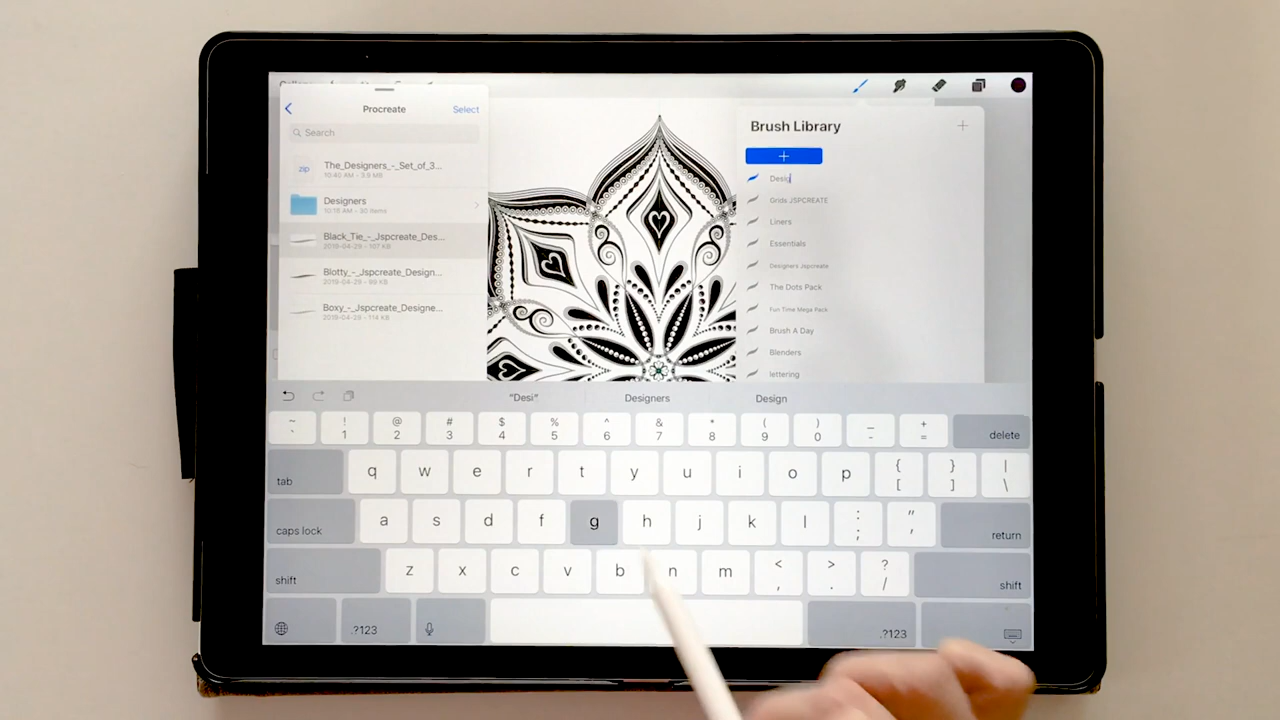 Procreate
Select
Search
zip
The_Designers_-_Set_of_3...
10:40 AM - 3.9 MB
Designers
10:16 AM - 30 items
Black_Tie_-_Jspcreate_Des...
2019-04-29 - 107 KB
Blotty_-_Jspcreate_Design...
2019-04-29 - 99 KB
Boxy_-_Jspcreate_Designe...
2019-04-29 - 114 KB
Brush Library
+
+
Desig
Grids JSPCREATE
Liners
Essentials
Designers Jspcreate
The Dots Pack
Fun Time Mega Pack
Brush A Day
Blenders
lettering
"Desi" Designers Design
~ ! @ # $ % ^ & * ( ) _ +
` 1 2 3 4 5 6 7 8 9 0 - = delete
tab q w e r t y u i o p { [ } ] | \
caps lock a s d f g h j k l : ; " ' return
shift z x c v b n m < , > . ? / shift
.?123 .?123